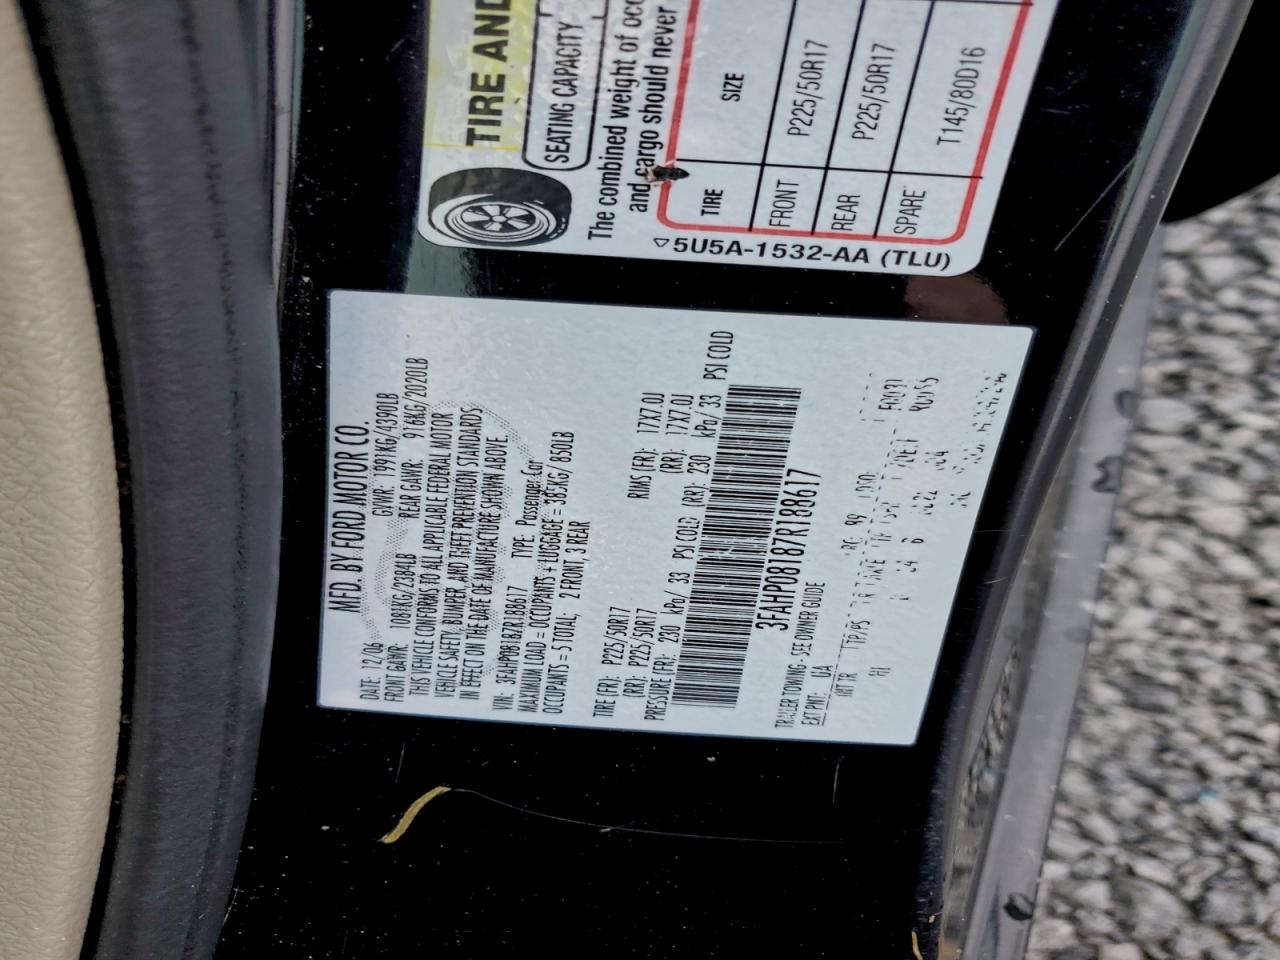 TIRE AND
SEATING CAPACITY
The combined weight of occ
and cargo should never
TIRE SIZE
FRONT P225/50R17
REAR P225/50R17
SPARE T145/80D16
5U5A-1532-AA (TLU)
MFD. BY FORD MOTOR CO.
DATE: 12/06 GVWR: 1991KG/4390LB
FRONT GAWR: 1081KG/2384LB REAR GAWR: 916KG/2020LB
THIS VEHICLE CONFORMS TO ALL APPLICABLE FEDERAL MOTOR
VEHICLE SAFETY, BUMPER, AND THEFT PREVENTION STANDARDS
IN EFFECT ON THE DATE OF MANUFACTURE SHOWN ABOVE
VIN: 3FAHP08187R188617 TYPE: Passenger Car
MAXIMUM LOAD = OCCUPANTS + LUGGAGE = 385KG/ 850LB
OCCUPANTS = 5 TOTAL; 2 FRONT, 3 REAR
TIRE (FR): P225/50R17 RIMS (FR): 17X7.0J
(RR): P225/50R17 (RR): 17X7.0J
PRESSURE (FR): 230 kPa/ 33 PSI COLD (RR): 230 kPa/ 33 PSI COLD
3FAHP08187R188617
TRAILER TOWING - SEE OWNER GUIDE
EXT PNT: UA
INT TR TP/PS